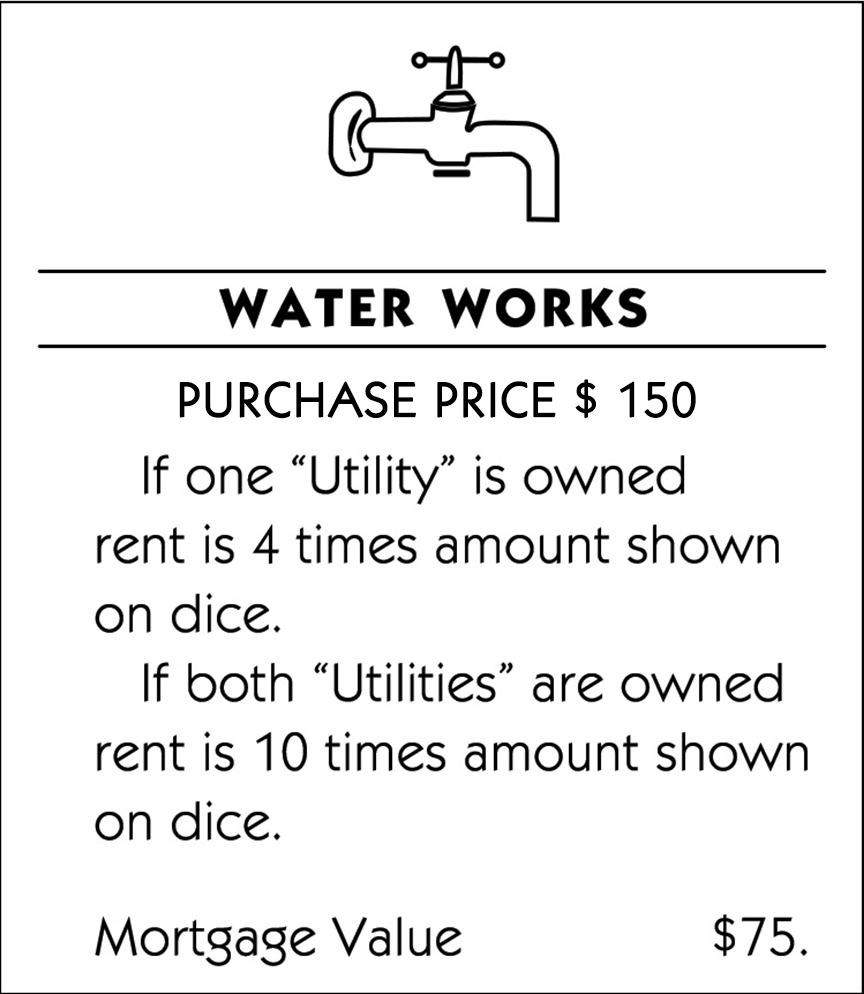 WATER WORKS
PURCHASE PRICE $ 150
If one “Utility” is owned
rent is 4 times amount shown
on dice.
If both “Utilities” are owned
rent is 10 times amount shown
on dice.
Mortgage Value $75.